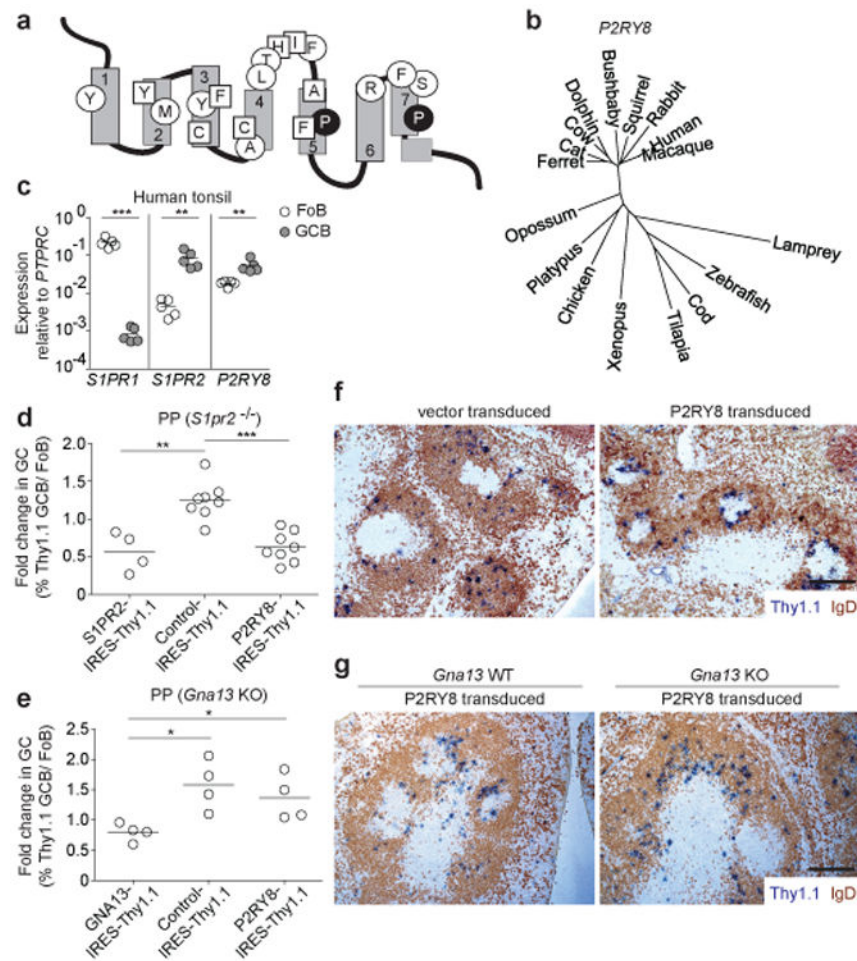 a
1
Y
Y
M
2
3
Y
F
C
T
H
I
F
L
4
C
A
A
F
P
5
R
6
F
S
7
P
b
P2RY8
Dolphin
Cow
Cat
Ferret
Bushbaby
Squirrel
Rabbit
Human
Macaque
Opossum
Platypus
Chicken
Xenopus
Tilapia
Cod
Zebrafish
Lamprey
c
Human tonsil
*** ** **
FoB
GCB
Expression
relative to PTPRC
10^0
10^-1
10^-2
10^-3
10^-4
S1PR1 S1PR2 P2RY8
d
PP (S1pr2 -/-)
** ***
Fold change in GC
(% Thy1.1 GCB/ FoB)
2.0
1.5
1.0
0.5
0
S1PR2-
IRES-Thy1.1
Control-
IRES-Thy1.1
P2RY8-
IRES-Thy1.1
e
PP (Gna13 KO)
*
*
Fold change in GC
(% Thy1.1 GCB/ FoB)
2.5
2.0
1.5
1.0
0.5
0
GNA13-
IRES-Thy1.1
Control-
IRES-Thy1.1
P2RY8-
IRES-Thy1.1
f
vector transduced P2RY8 transduced
Thy1.1 IgD
g
Gna13 WT Gna13 KO
P2RY8 transduced P2RY8 transduced
Thy1.1 IgD